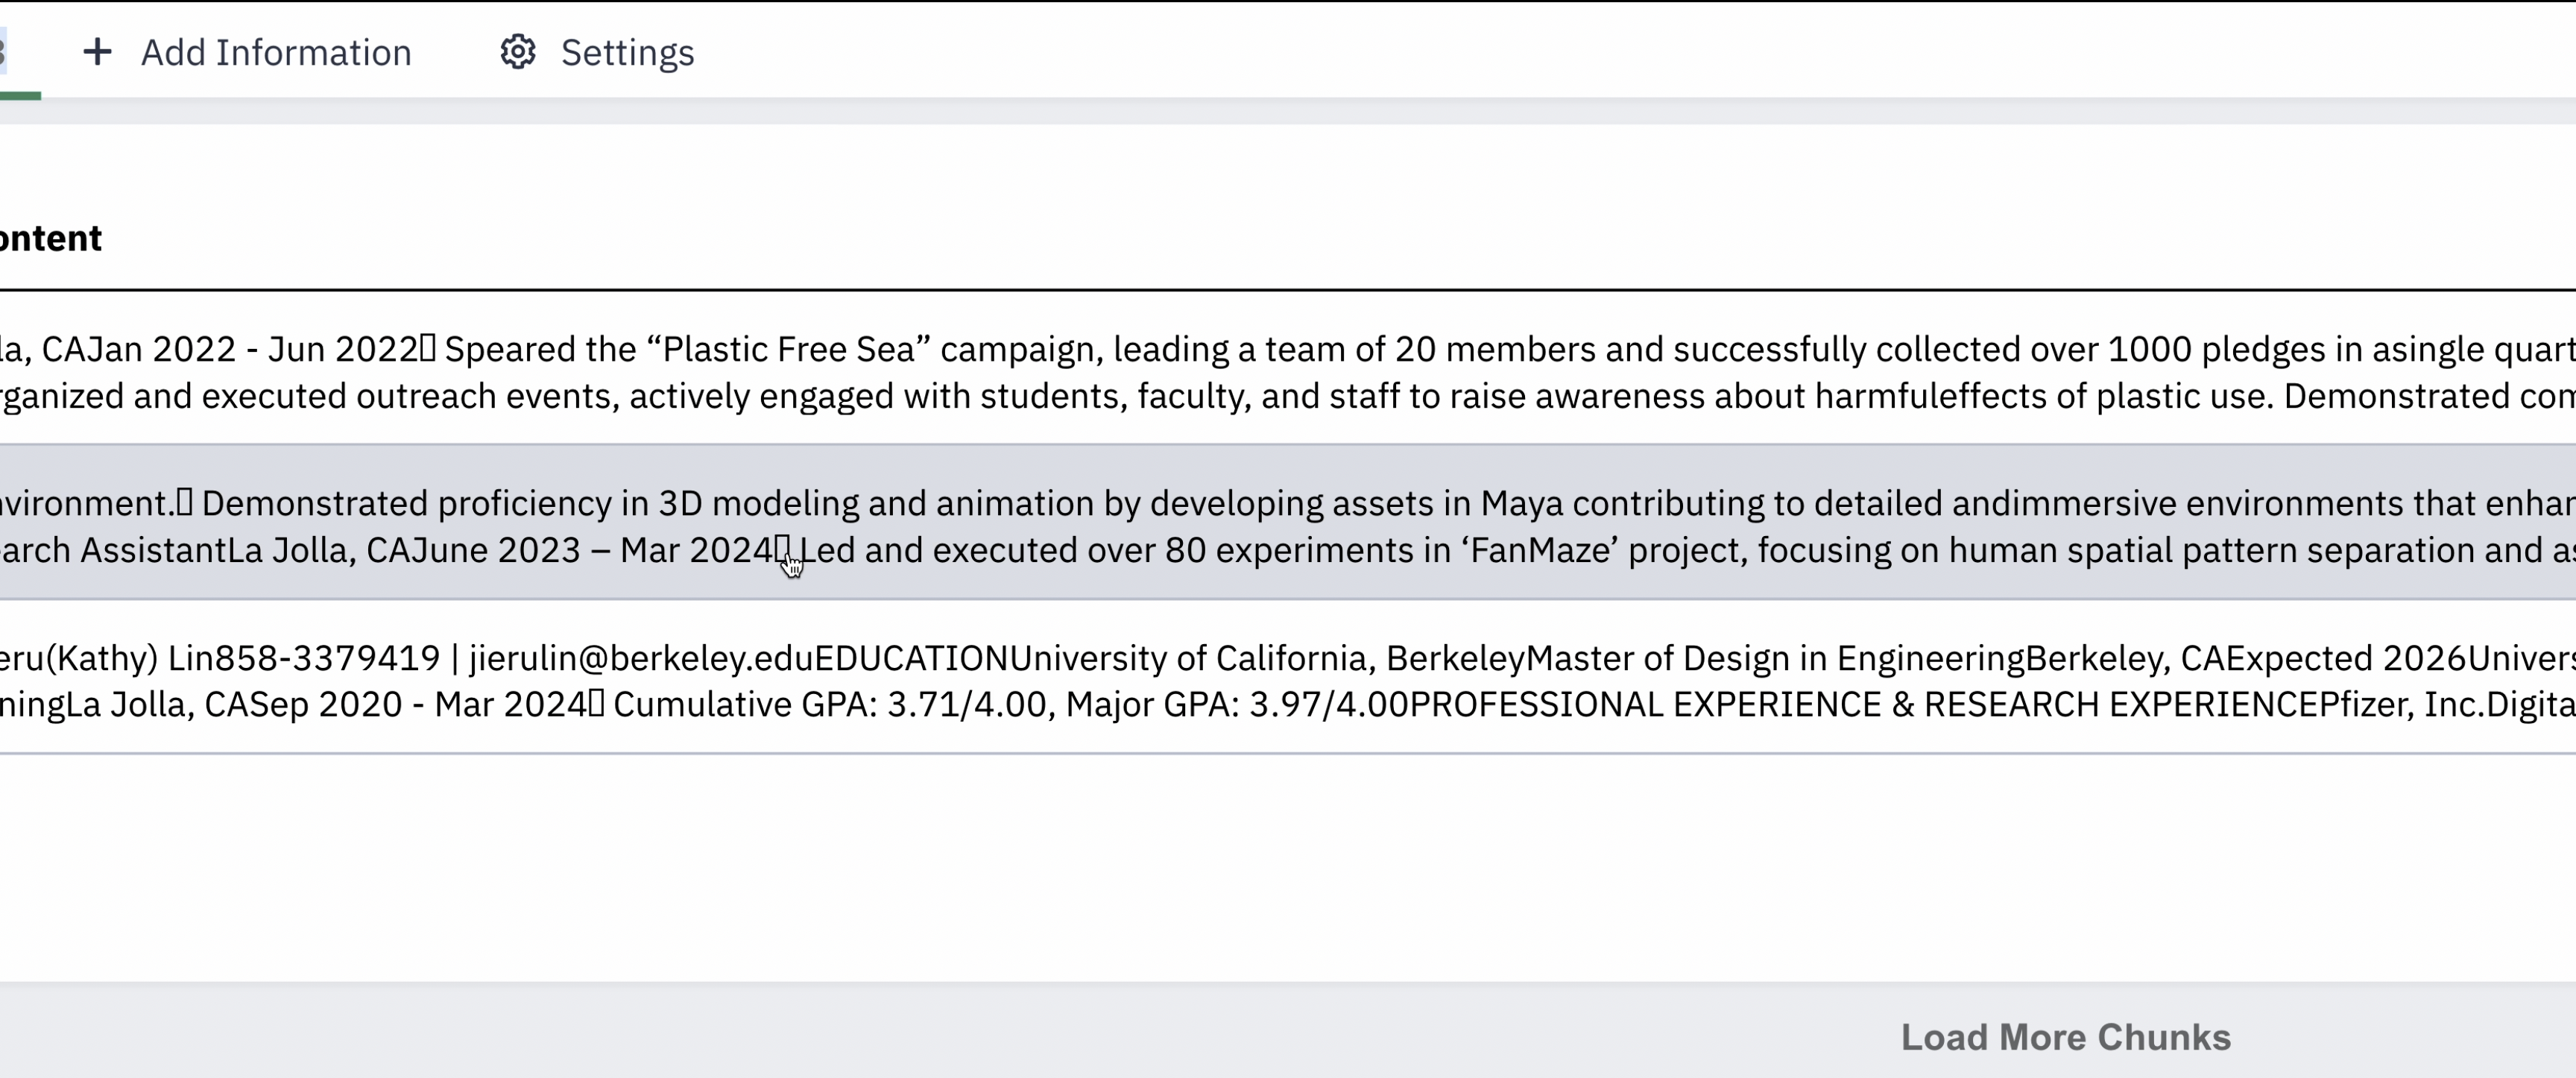 Add Information
Settings
ontent
la, CAJan 2022 - Jun 2022▯ Speared the “Plastic Free Sea” campaign, leading a team of 20 members and successfully collected over 1000 pledges in asingle quart
rganized and executed outreach events, actively engaged with students, faculty, and staff to raise awareness about harmfuleffects of plastic use. Demonstrated com
nvironment.▯ Demonstrated proficiency in 3D modeling and animation by developing assets in Maya contributing to detailed andimmersive environments that enhan
earch AssistantLa Jolla, CAJune 2023 – Mar 2024▯ Led and executed over 80 experiments in ‘FanMaze’ project, focusing on human spatial pattern separation and as
eru(Kathy) Lin858-3379419 | jierulin@berkeley.eduEDUCATIONUniversity of California, BerkeleyMaster of Design in EngineeringBerkeley, CAExpected 2026Univers
ningLa Jolla, CASep 2020 - Mar 2024▯ Cumulative GPA: 3.71/4.00, Major GPA: 3.97/4.00PROFESSIONAL EXPERIENCE & RESEARCH EXPERIENCEPfizer, Inc.Digita
Load More Chunks